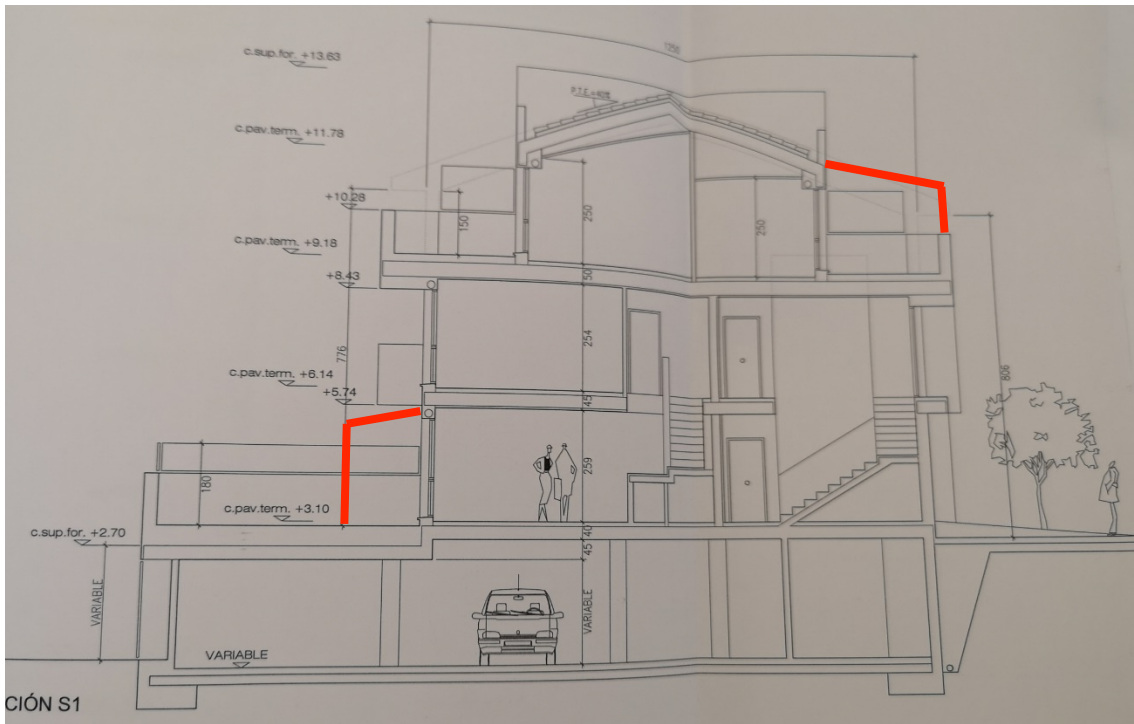 1250
c.sup.for. +13.63
P.T.E.=40%
c.pav.term. +11.78
+10.28
150
250
250
c.pav.term. +9.18
+8.43
50
776
254
c.pav.term. +6.14
+5.74
45
806
259
180
c.pav.term. +3.10
c.sup.for. +2.70
40
45
VARIABLE
VARIABLE
VARIABLE
CIÓN S1